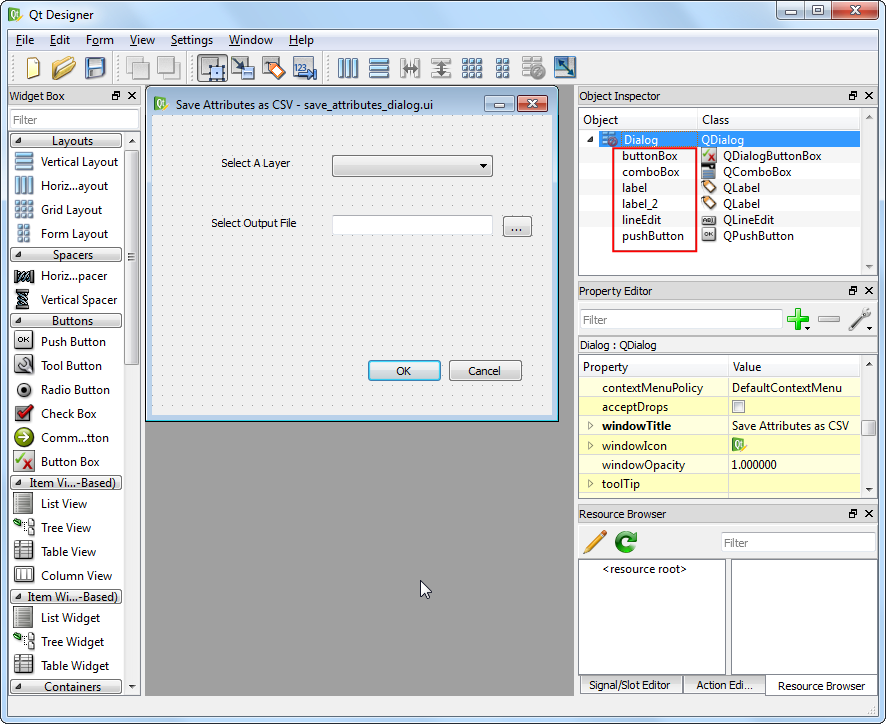 Qt Designer
File Edit Form View Settings Window Help
123
Widget Box
Filter
Layouts
Vertical Layout
Horiz...ayout
Grid Layout
Form Layout
Spacers
Horiz...pacer
Vertical Spacer
Buttons
OK Push Button
Tool Button
Radio Button
Check Box
Comm...tton
Button Box
Item Vi...-Based)
List View
Tree View
Table View
Column View
Item Wi...-Based)
List Widget
Tree Widget
Table Widget
Containers
Save Attributes as CSV - save_attributes_dialog.ui
Select A Layer
Select Output File
...
OK Cancel
Object Inspector
Object Class
Dialog QDialog
buttonBox QDialogButtonBox
comboBox QComboBox
label QLabel
label_2 QLabel
lineEdit QLineEdit
pushButton OK QPushButton
Property Editor
Filter
Dialog : QDialog
Property Value
contextMenuPolicy DefaultContextMenu
acceptDrops
windowTitle Save Attributes as CSV
windowIcon
windowOpacity 1.000000
toolTip
Resource Browser
Filter
<resource root>
Signal/Slot Editor Action Edi... Resource Browser